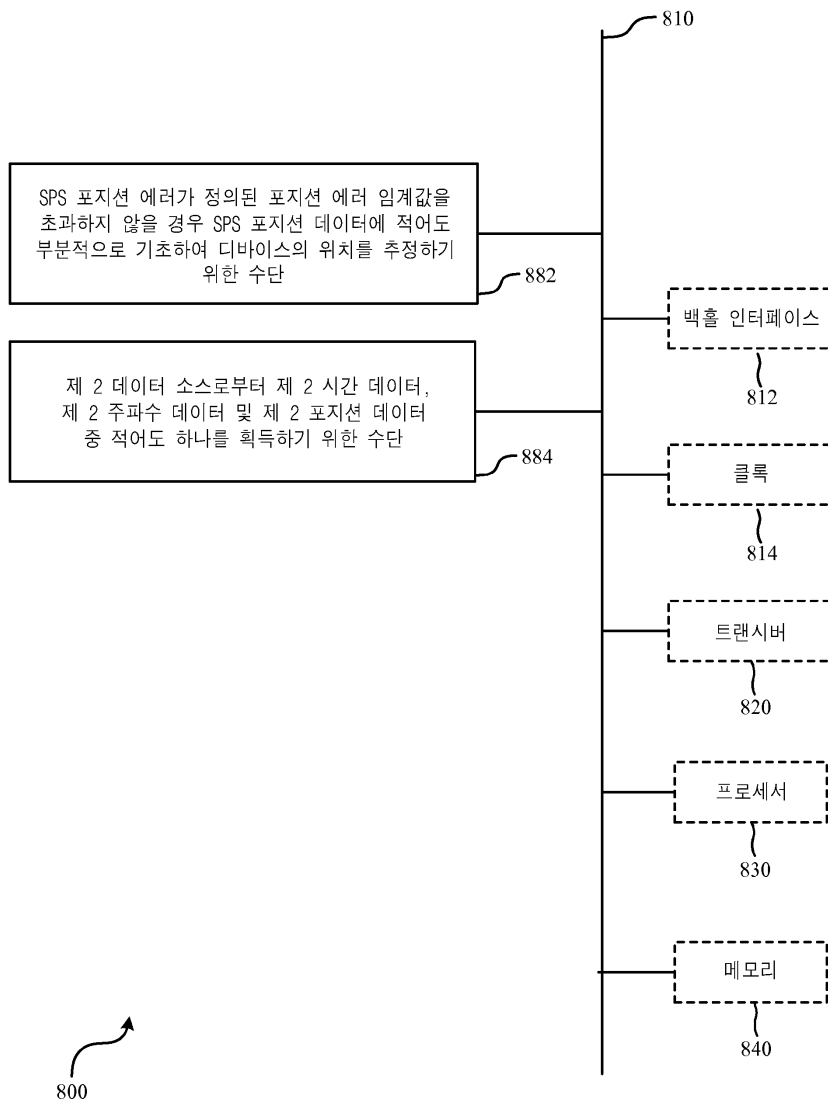 810
SPS 포지션 에러가 정의된 포지션 에러 임계값을
초과하지 않을 경우 SPS 포지션 데이터에 적어도
부분적으로 기초하여 디바이스의 위치를 추정하기
위한 수단
882
백홀 인터페이스
812
제 2 데이터 소스로부터 제 2 시간 데이터,
제 2 주파수 데이터 및 제 2 포지션 데이터
중 적어도 하나를 획득하기 위한 수단
884
클록
814
트랜시버
820
프로세서
830
메모리
840
800